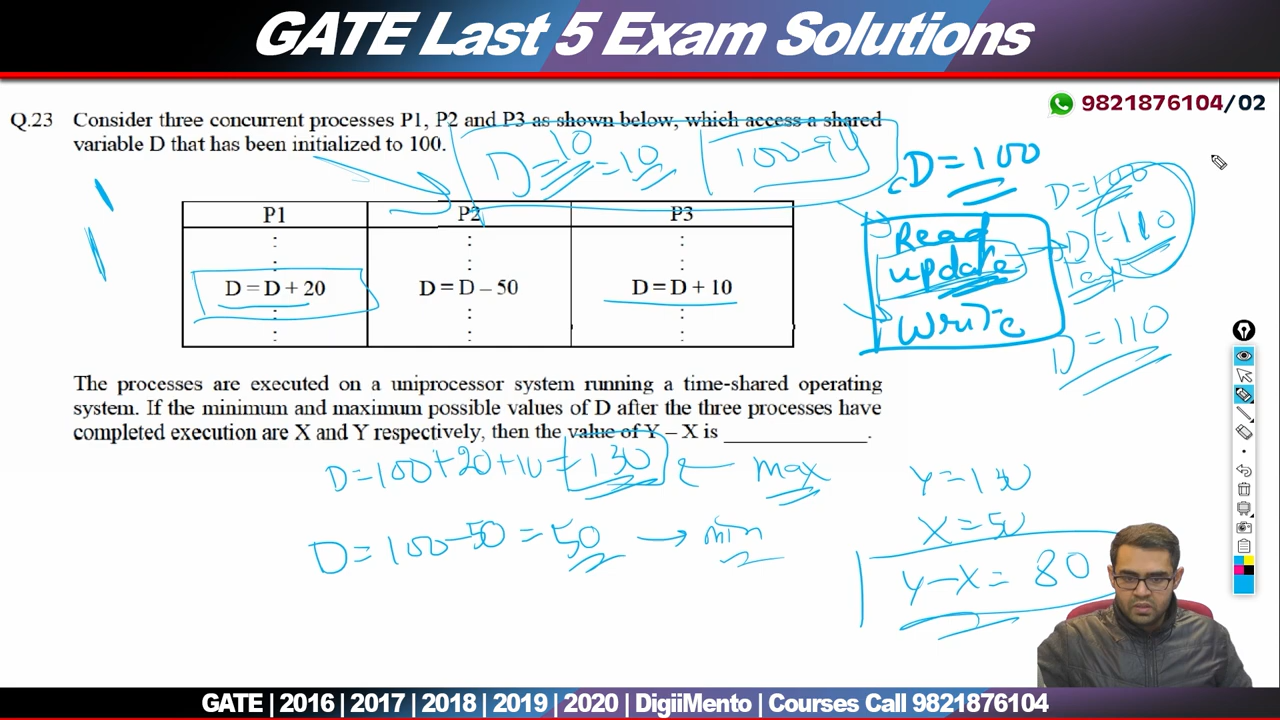 GATE Last 5 Exam Solutions
9821876104/02
Q.23 Consider three concurrent processes P1, P2 and P3 as shown below, which access a shared
variable D that has been initialized to 100.
D=10=10
D=100
D=100
P1 P2 P3
⋮ ⋮ ⋮
D = D + 20 D = D – 50 D = D + 10
⋮ ⋮ ⋮
Read
update
Write
D=110
D=110
The processes are executed on a uniprocessor system running a time-shared operating
system. If the minimum and maximum possible values of D after the three processes have
completed execution are X and Y respectively, then the value of Y – X is ____________.
D=100+20+10=130 ← max
D=100-50=50 → min
Y=130
X=50
Y-X=80
GATE | 2016 | 2017 | 2018 | 2019 | 2020 | DigiiMento | Courses Call 9821876104